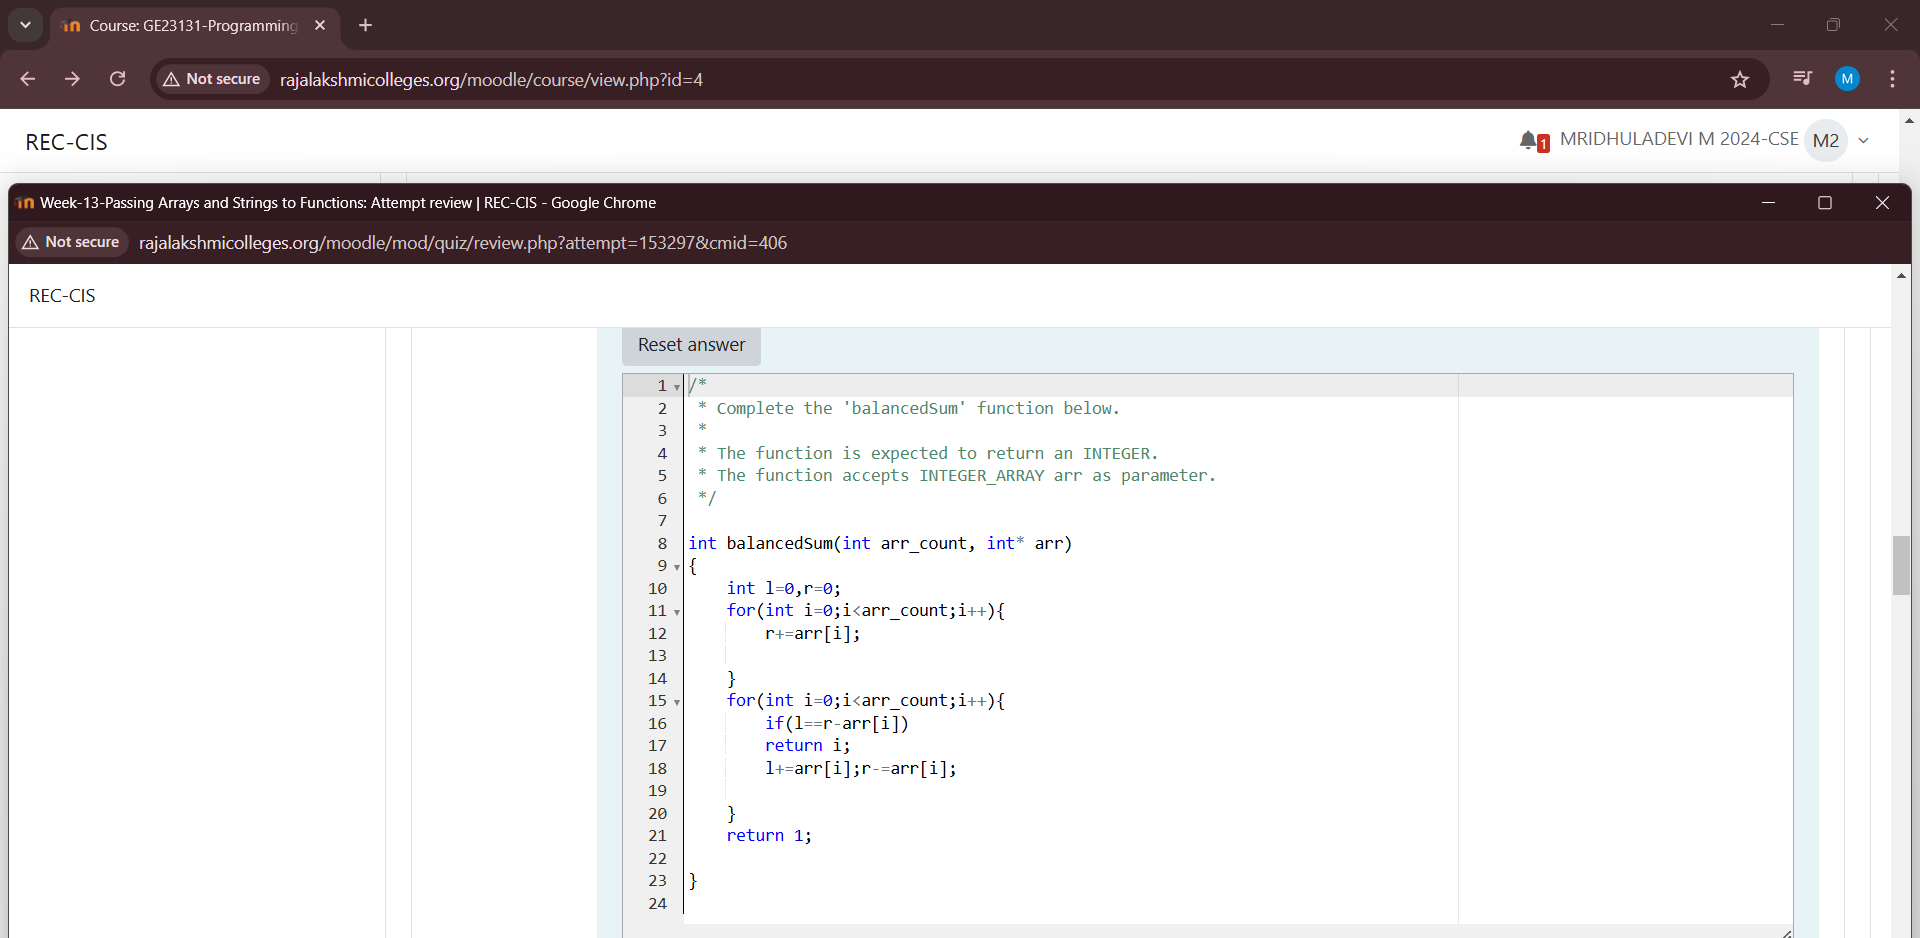 Course: GE23131-Programming
Not secure rajalakshmicolleges.org/moodle/course/view.php?id=4
M
REC-CIS
1 MRIDHULADEVI M 2024-CSE M2
Week-13-Passing Arrays and Strings to Functions: Attempt review | REC-CIS - Google Chrome
Not secure rajalakshmicolleges.org/moodle/mod/quiz/review.php?attempt=153297&cmid=406
REC-CIS
Reset answer
1 /*
2 * Complete the 'balancedSum' function below.
3 *
4 * The function is expected to return an INTEGER.
5 * The function accepts INTEGER_ARRAY arr as parameter.
6 */
7
8 int balancedSum(int arr_count, int* arr)
9 {
10 int l=0,r=0;
11 for(int i=0;i<arr_count;i++){
12 r+=arr[i];
13
14 }
15 for(int i=0;i<arr_count;i++){
16 if(l==r-arr[i])
17 return i;
18 l+=arr[i];r-=arr[i];
19
20 }
21 return 1;
22
23 }
24